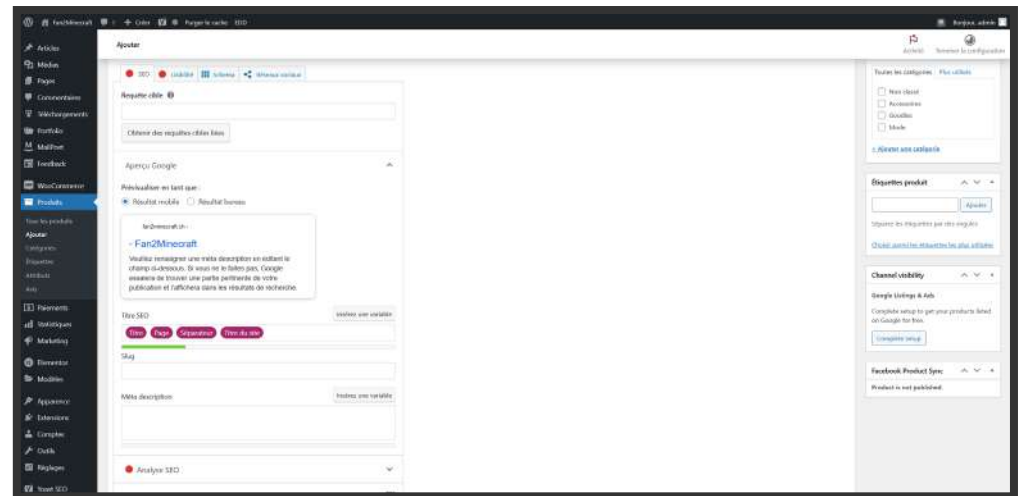 Fan2Minecraft
Créer
Purger le cache
Bonjour, admin
Articles
Médias
Pages
Commentaires
Téléchargements
Portfolio
MailPoet
Feedback
WooCommerce
Produits
Tous les produits
Ajouter
Catégories
Étiquettes
Attributs
Avis
Paiements
Statistiques
Marketing
Elementor
Modèles
Apparence
Extensions
Comptes
Outils
Réglages
Yoast SEO
Ajouter
Activité
Terminer la configuration
SEO
Lisibilité
Schema
Réseaux sociaux
Requête cible
Obtenir des requêtes cibles liées
Aperçu Google
Prévisualiser en tant que :
Résultat mobile
Résultat bureau
- Fan2Minecraft
Veuillez renseigner une méta description en éditant le
champ ci-dessous. Si vous ne le faites pas, Google
essaiera de trouver une partie pertinente de votre
publication et l'affichera dans les résultats de recherche.
Titre SEO
Insérez une variable
Titre
Page
Séparateur
Titre du site
Slug
Méta description
Insérez une variable
Analyse SEO
Toutes les catégories
Plus utilisés
Non classé
Accessoires
Goodies
Mode
+ Ajouter une catégorie
Étiquettes produit
Ajouter
Séparez les étiquettes par des virgules
Choisir parmi les étiquettes les plus utilisées
Channel visibility
Google Listings & Ads
Complete setup to get your products listed
on Google for free.
Complete setup
Facebook Product Sync
Product is not published.